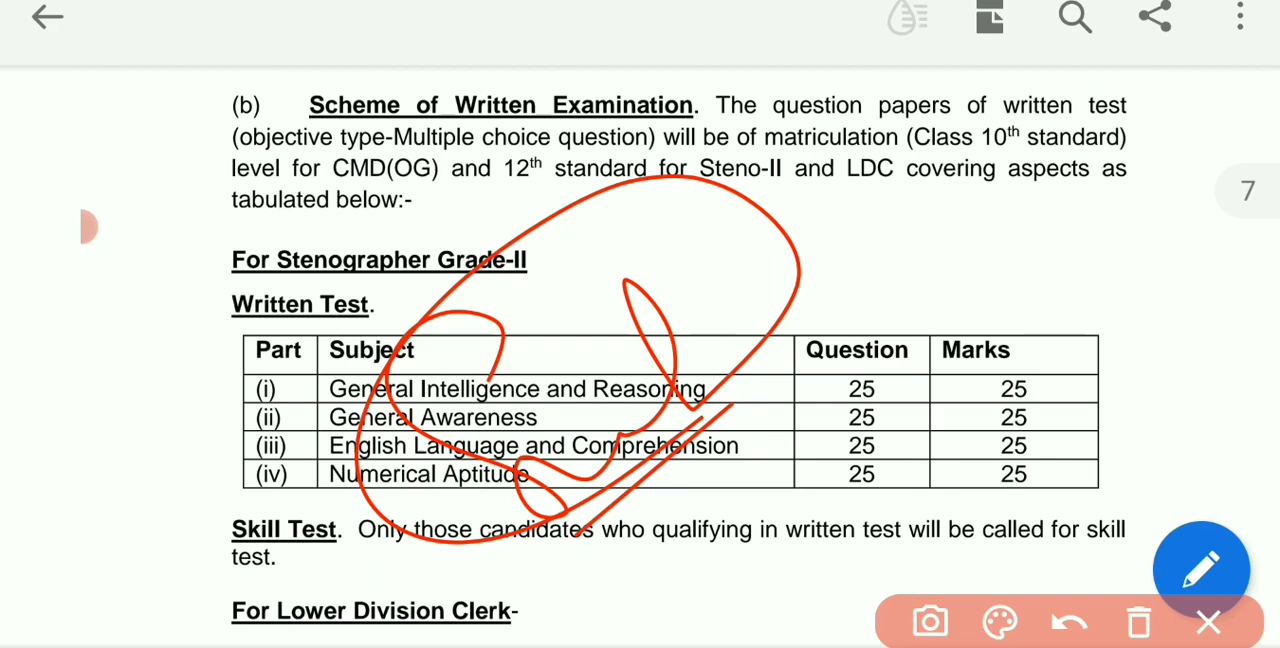 (b) Scheme of Written Examination. The question papers of written test
(objective type-Multiple choice question) will be of matriculation (Class 10th standard)
level for CMD(OG) and 12th standard for Steno-II and LDC covering aspects as
tabulated below:-
7
For Stenographer Grade-II
Written Test.
Part Subject Question Marks
(i) General Intelligence and Reasoning 25 25
(ii) General Awareness 25 25
(iii) English Language and Comprehension 25 25
(iv) Numerical Aptitude 25 25
Skill Test. Only those candidates who qualifying in written test will be called for skill
test.
For Lower Division Clerk-